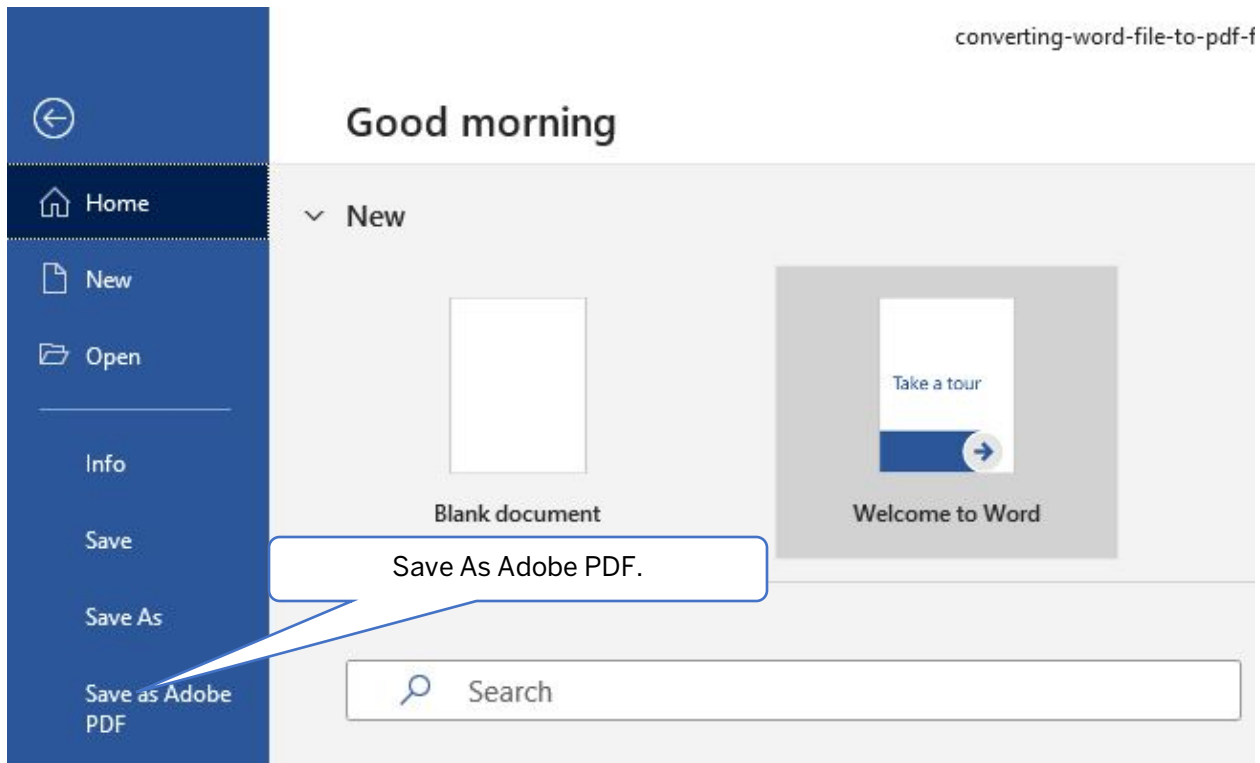 converting-word-file-to-pdf-f
Good morning
Home
New
New
Open
Take a tour
Info
Blank document
Welcome to Word
Save
Save As Adobe PDF.
Save As
Search
Save as Adobe
PDF